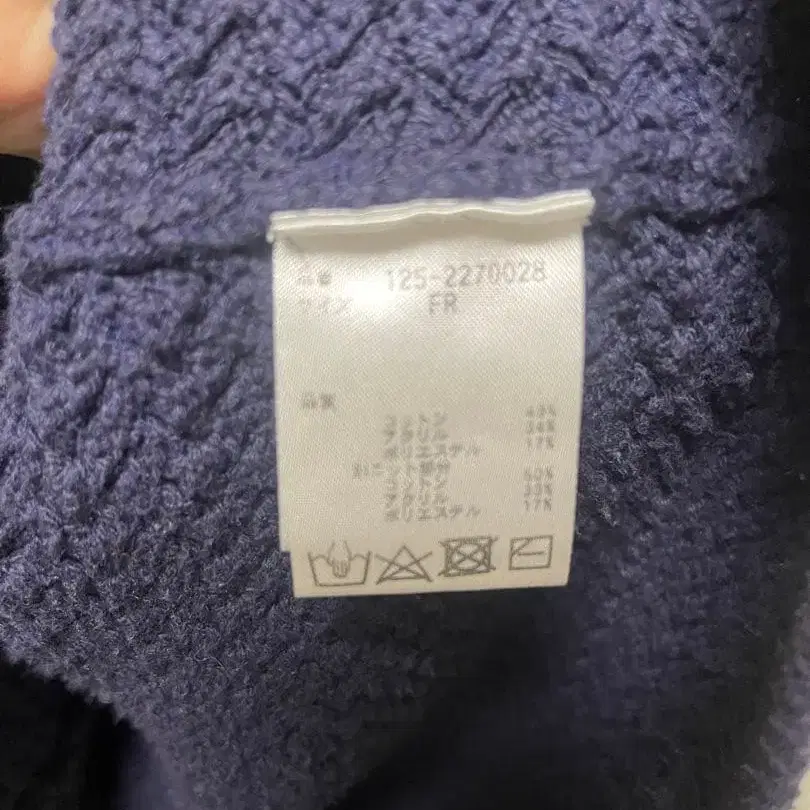 品番 125-2270028
サイズ FR
品質
コットン 49%
アクリル 34%
ポリエステル 17%
ニット部分
コットン 50%
アクリル 33%
ポリエステル 17%